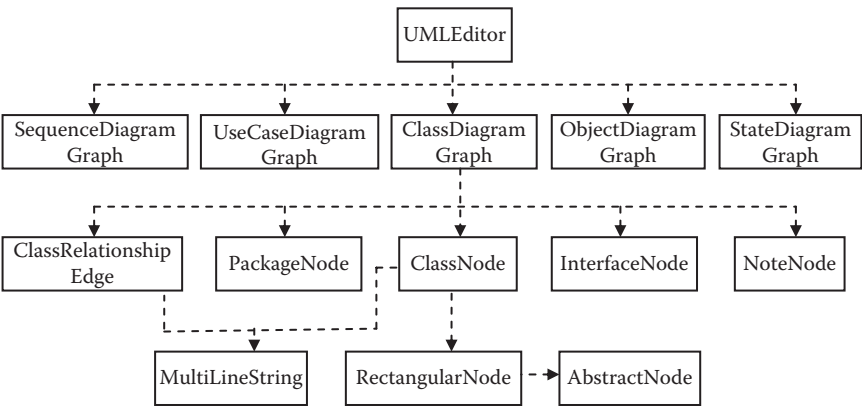 UMLEditor
SequenceDiagram
Graph
UseCaseDiagram
Graph
ClassDiagram
Graph
ObjectDiagram
Graph
StateDiagram
Graph
ClassRelationship
Edge
PackageNode
ClassNode
InterfaceNode
NoteNode
MultiLineString
RectangularNode
AbstractNode